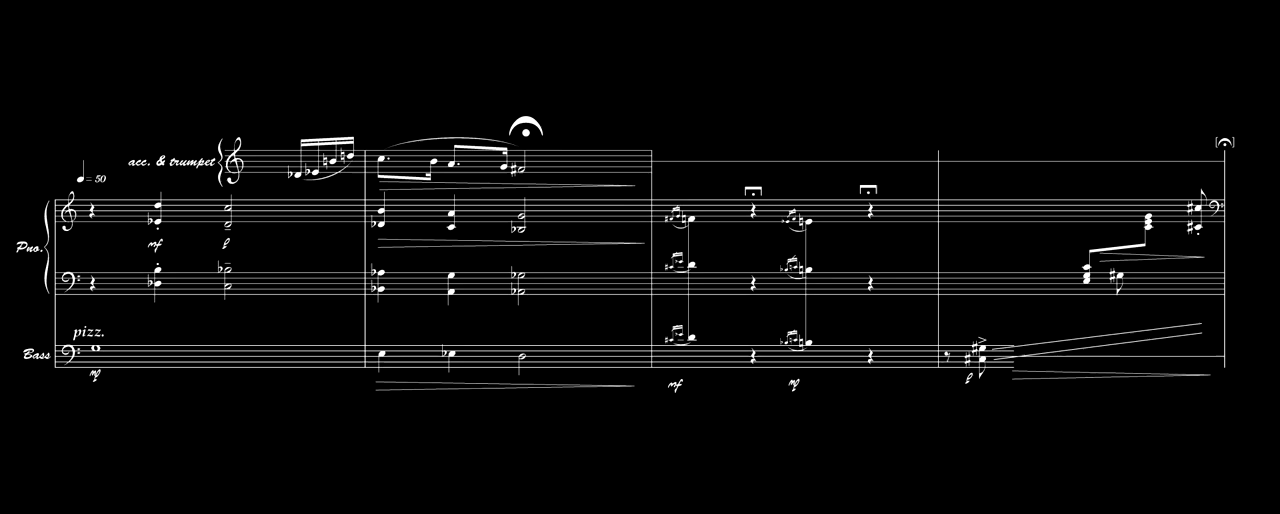 acc. & trumpet
= 50
Pno.
mf
f
pizz.
Bass
mp
mf
mp
f